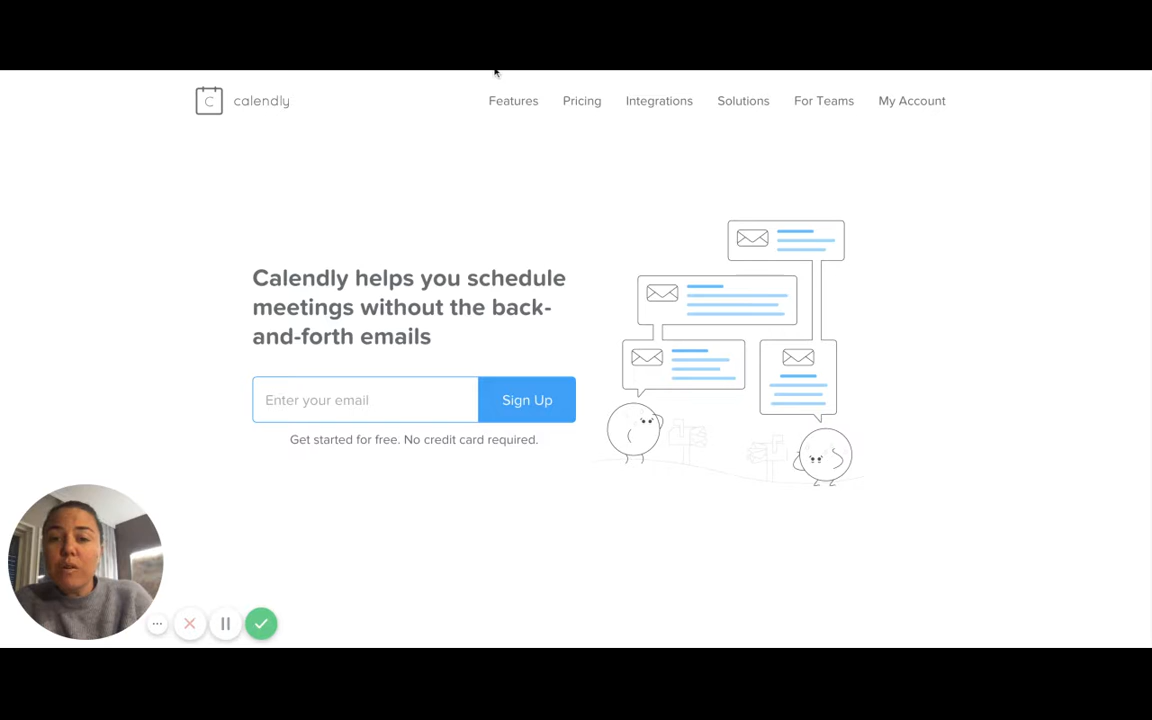 C calendly
Features Pricing Integrations Solutions For Teams My Account
Calendly helps you schedule
meetings without the back-
and-forth emails
Enter your email
Sign Up
Get started for free. No credit card required.